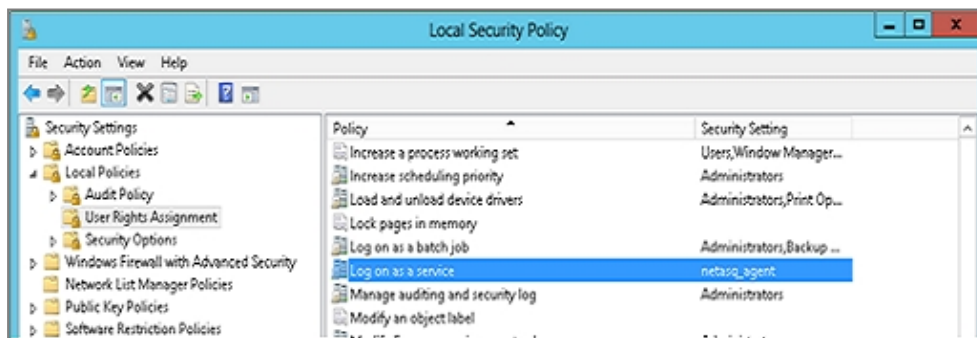 Local Security Policy
File Action View Help
Security Settings
Account Policies
Local Policies
Audit Policy
User Rights Assignment
Security Options
Windows Firewall with Advanced Security
Network List Manager Policies
Public Key Policies
Software Restriction Policies
Policy Security Setting
Increase a process working set Users,Window Manager...
Increase scheduling priority Administrators
Load and unload device drivers Administrators,Print Op...
Lock pages in memory
Log on as a batch job Administrators,Backup ...
Log on as a service netasq_agent
Manage auditing and security log Administrators
Modify an object label